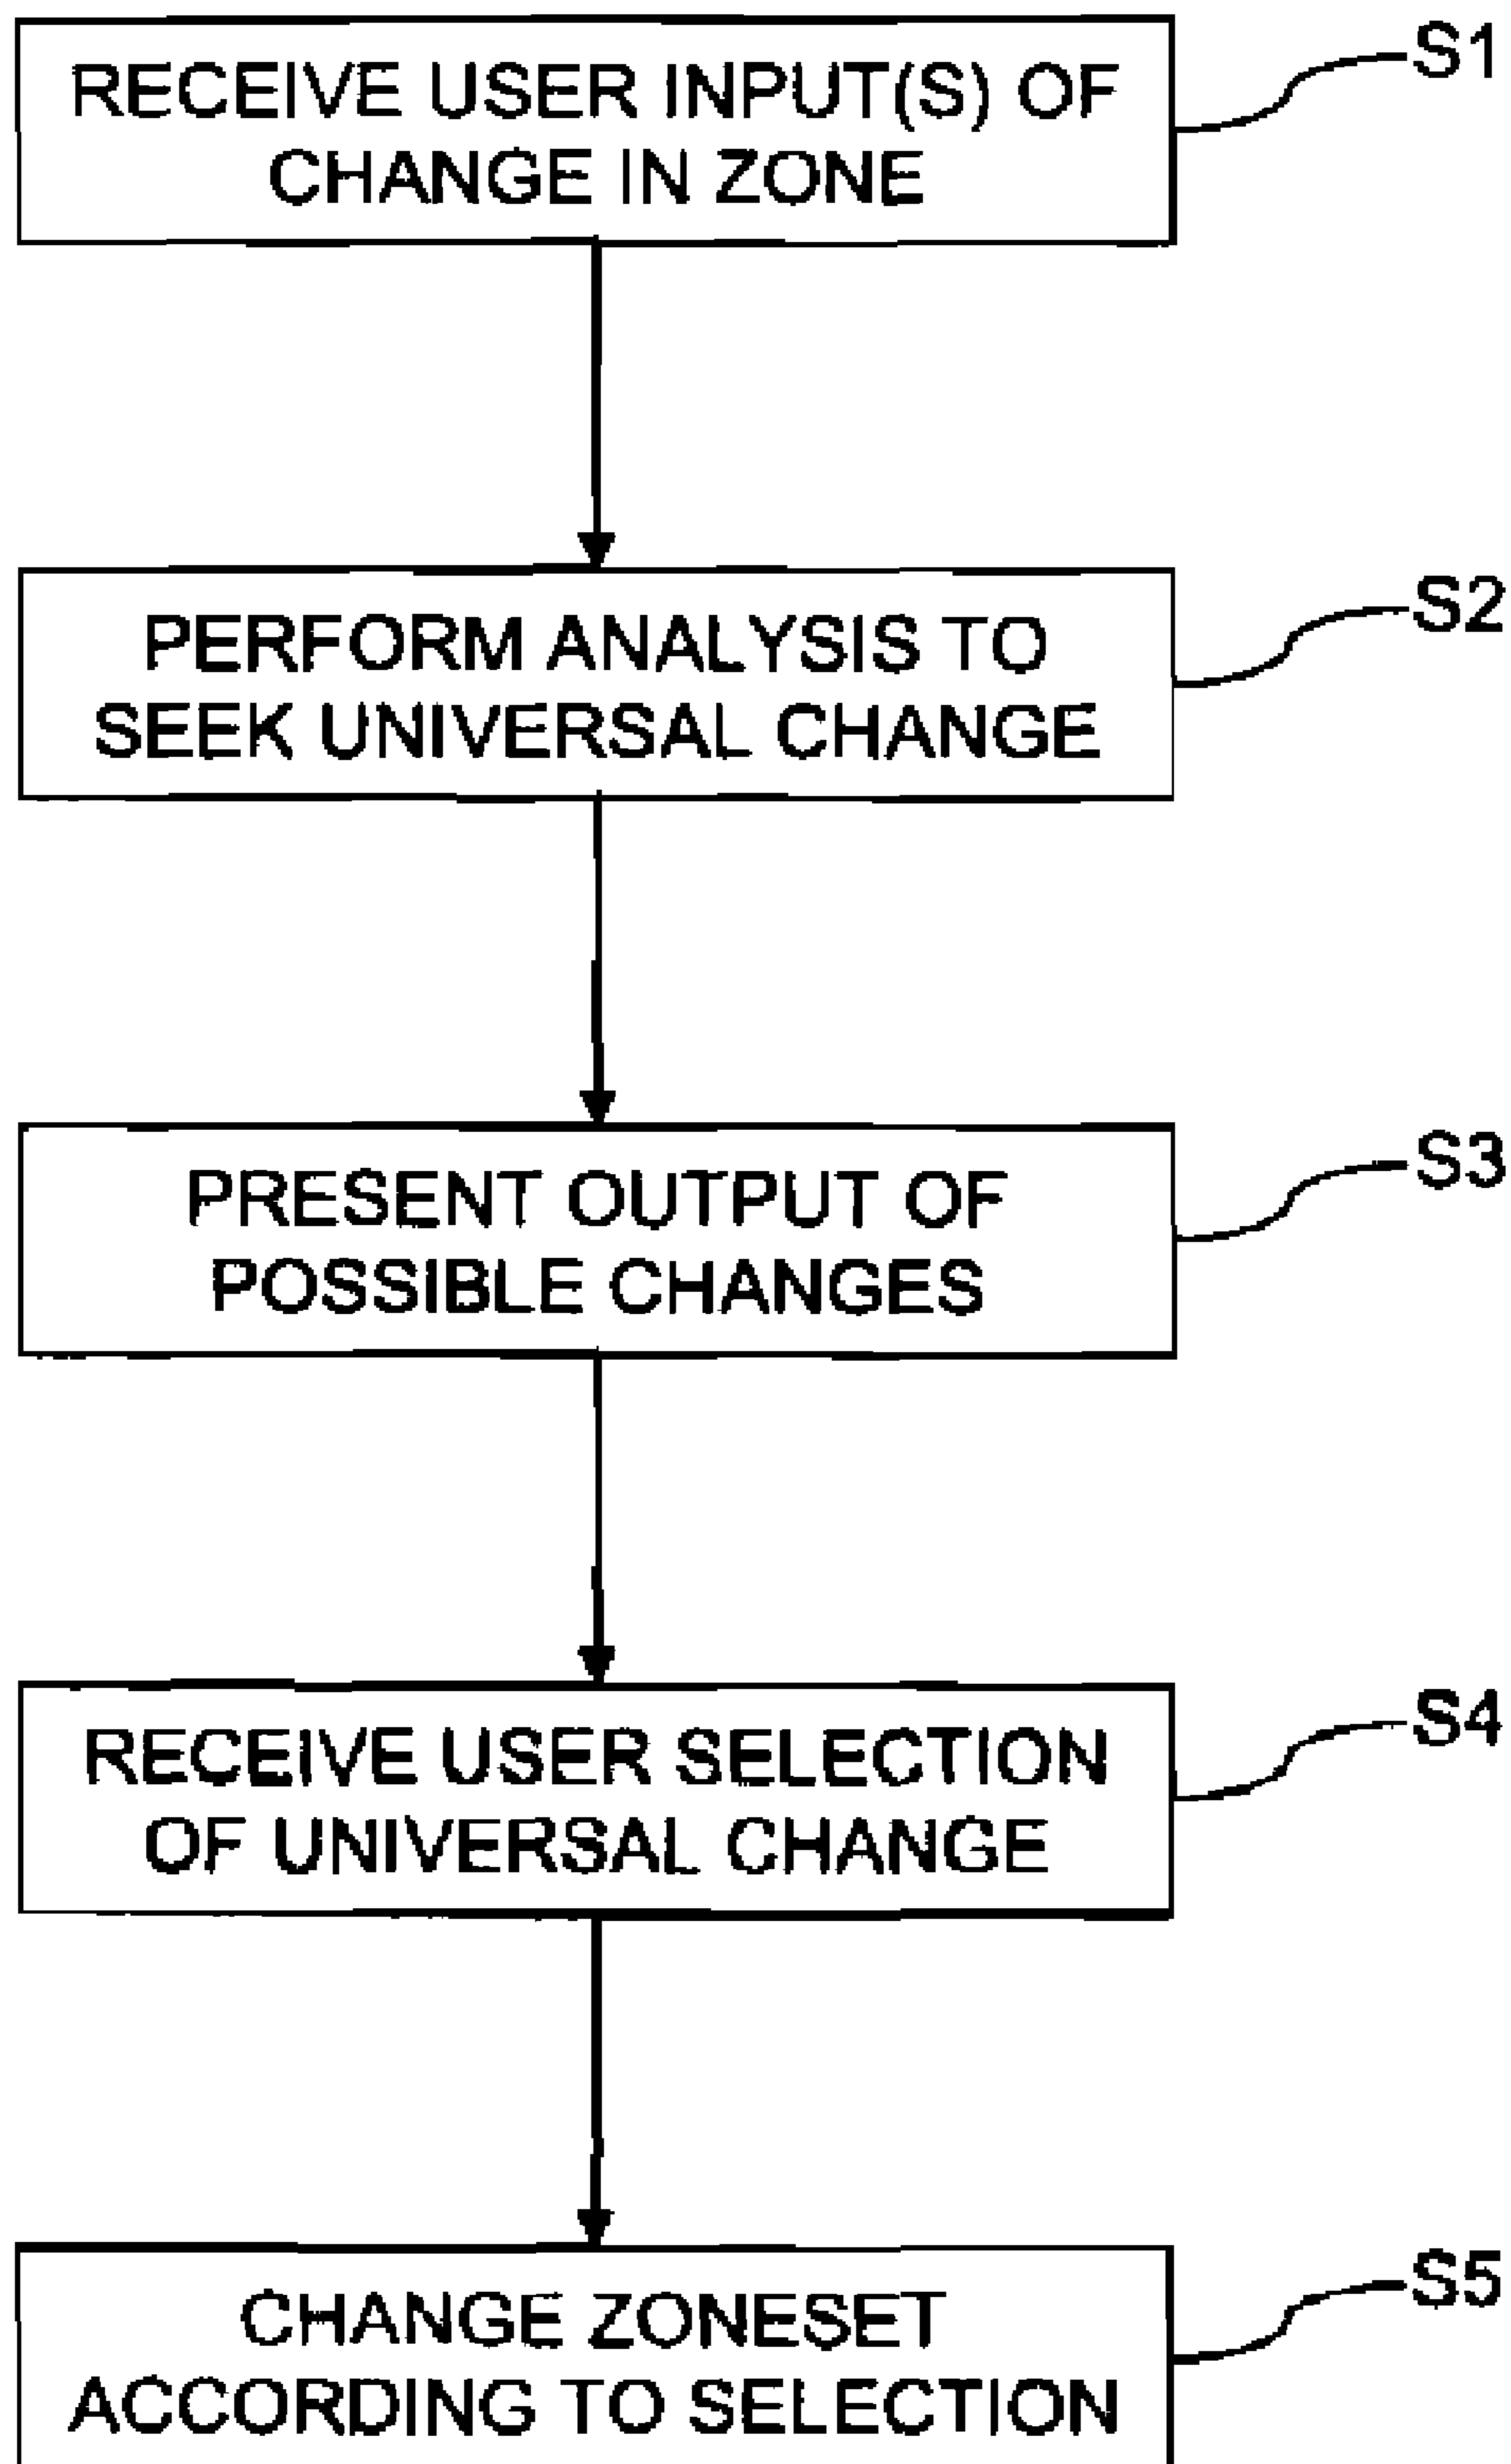 RECEIVE USER INPUT(S) OF
CHANGE IN ZONE
S1
PERFORM ANALYSIS TO
SEEK UNIVERSAL CHANGE
S2
PRESENT OUTPUT OF
POSSIBLE CHANGES
S3
RECEIVE USER SELECTION
OF UNIVERSAL CHANGE
S4
CHANGE ZONESET
ACCORDING TO SELECTION
S5